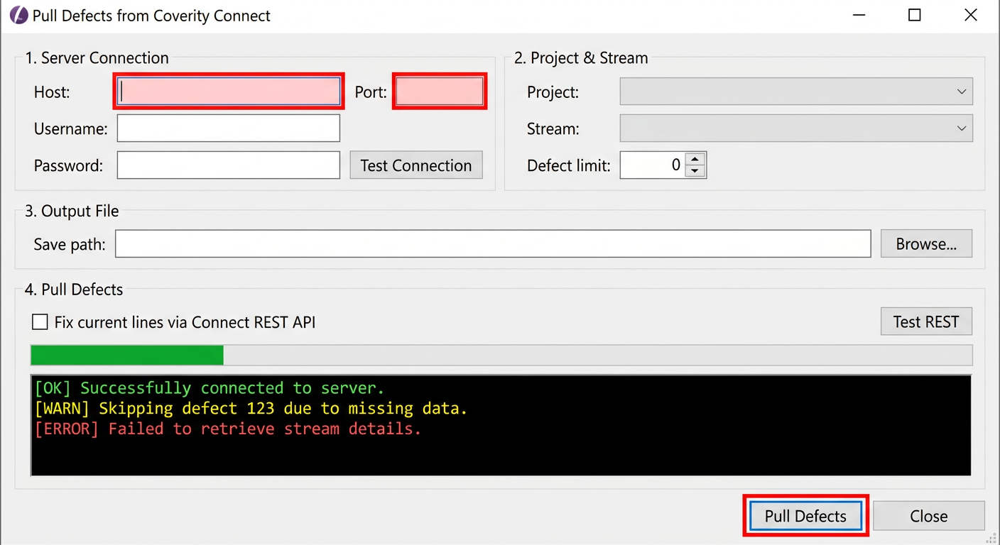 Pull Defects from Coverity Connect
1. Server Connection
Host:
Port:
Username:
Password:
Test Connection
2. Project & Stream
Project:
Stream:
Defect limit:
0
3. Output File
Save path:
Browse...
4. Pull Defects
Fix current lines via Connect REST API
Test REST
[OK] Successfully connected to server.
[WARN] Skipping defect 123 due to missing data.
[ERROR] Failed to retrieve stream details.
Pull Defects
Close